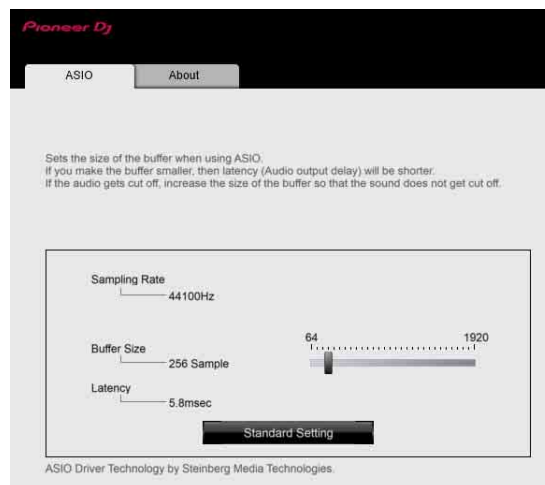 Pioneer Dj
ASIO
About
Sets the size of the buffer when using ASIO.
If you make the buffer smaller, then latency (Audio output delay) will be shorter.
If the audio gets cut off, increase the size of the buffer so that the sound does not get cut off.
Sampling Rate
44100Hz
64
1920
Buffer Size
256 Sample
Latency
5.8msec
Standard Setting
ASIO Driver Technology by Steinberg Media Technologies.